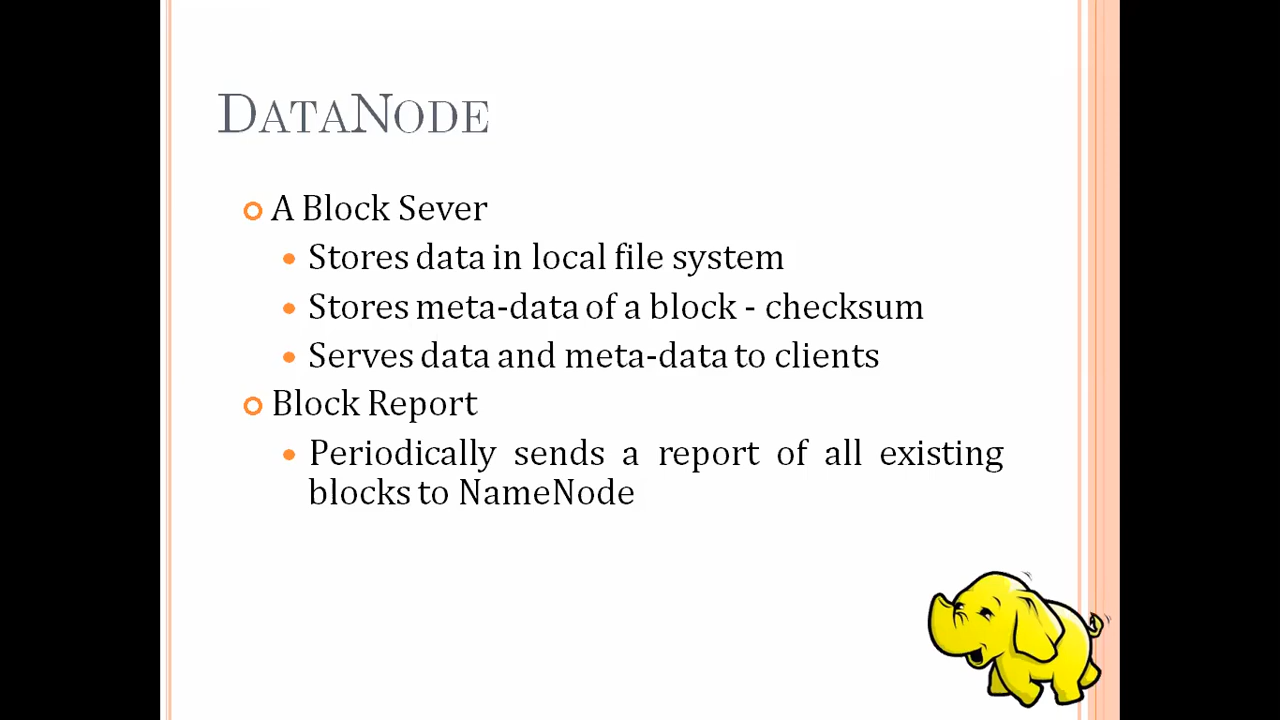 DATANODE
A Block Sever
Stores data in local file system
Stores meta-data of a block - checksum
Serves data and meta-data to clients
Block Report
Periodically sends a report of all existing
blocks to NameNode